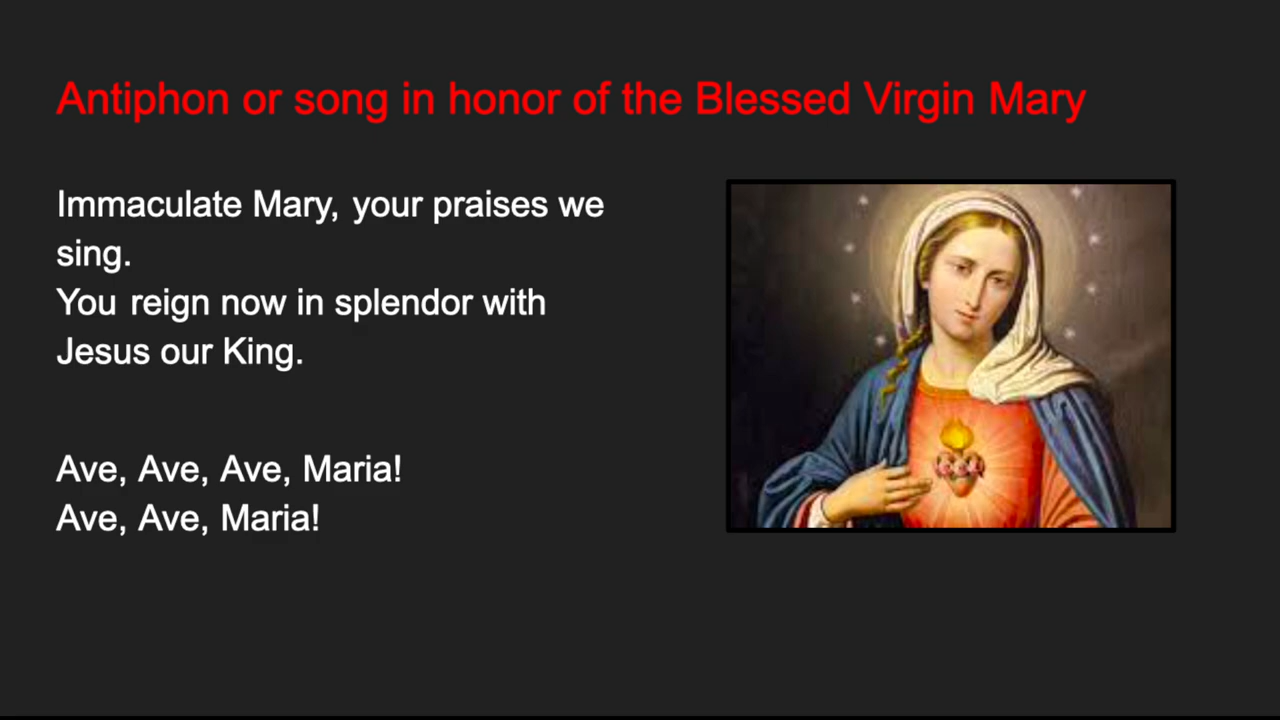 Antiphon or song in honor of the Blessed Virgin Mary
Immaculate Mary, your praises we
sing.
You reign now in splendor with
Jesus our King.
Ave, Ave, Ave, Maria!
Ave, Ave, Maria!